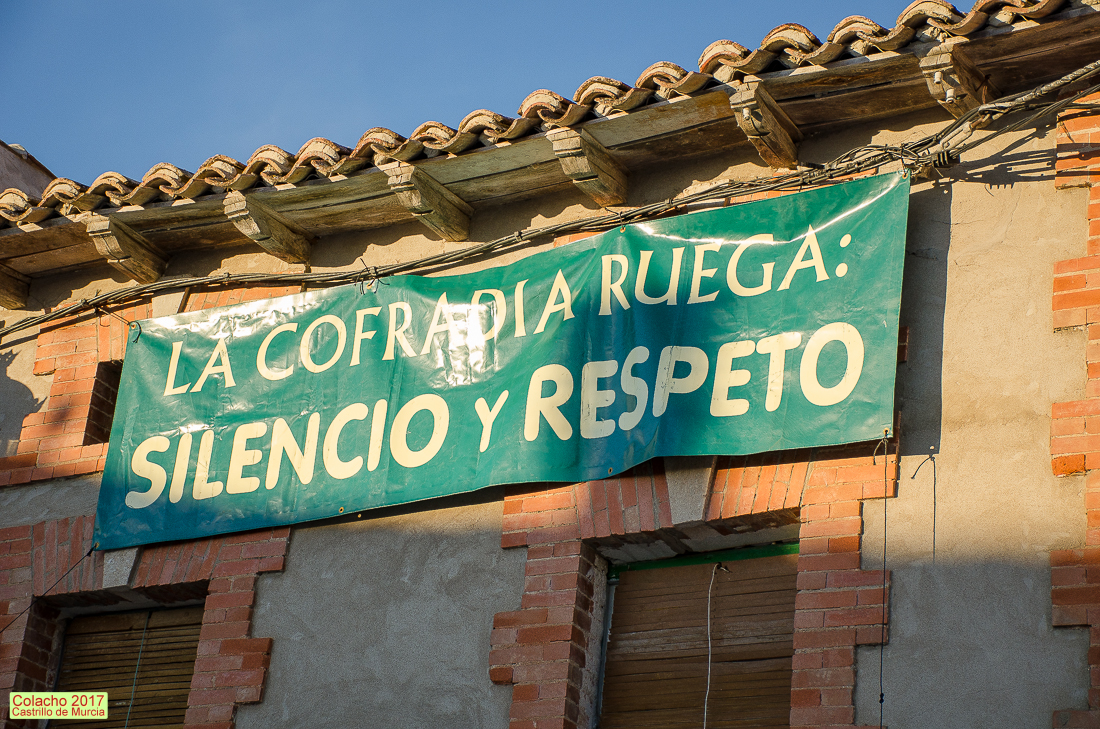 LA COFRADIA RUEGA:
SILENCIO Y RESPETO
Colacho 2017
Castrillo de Murcia